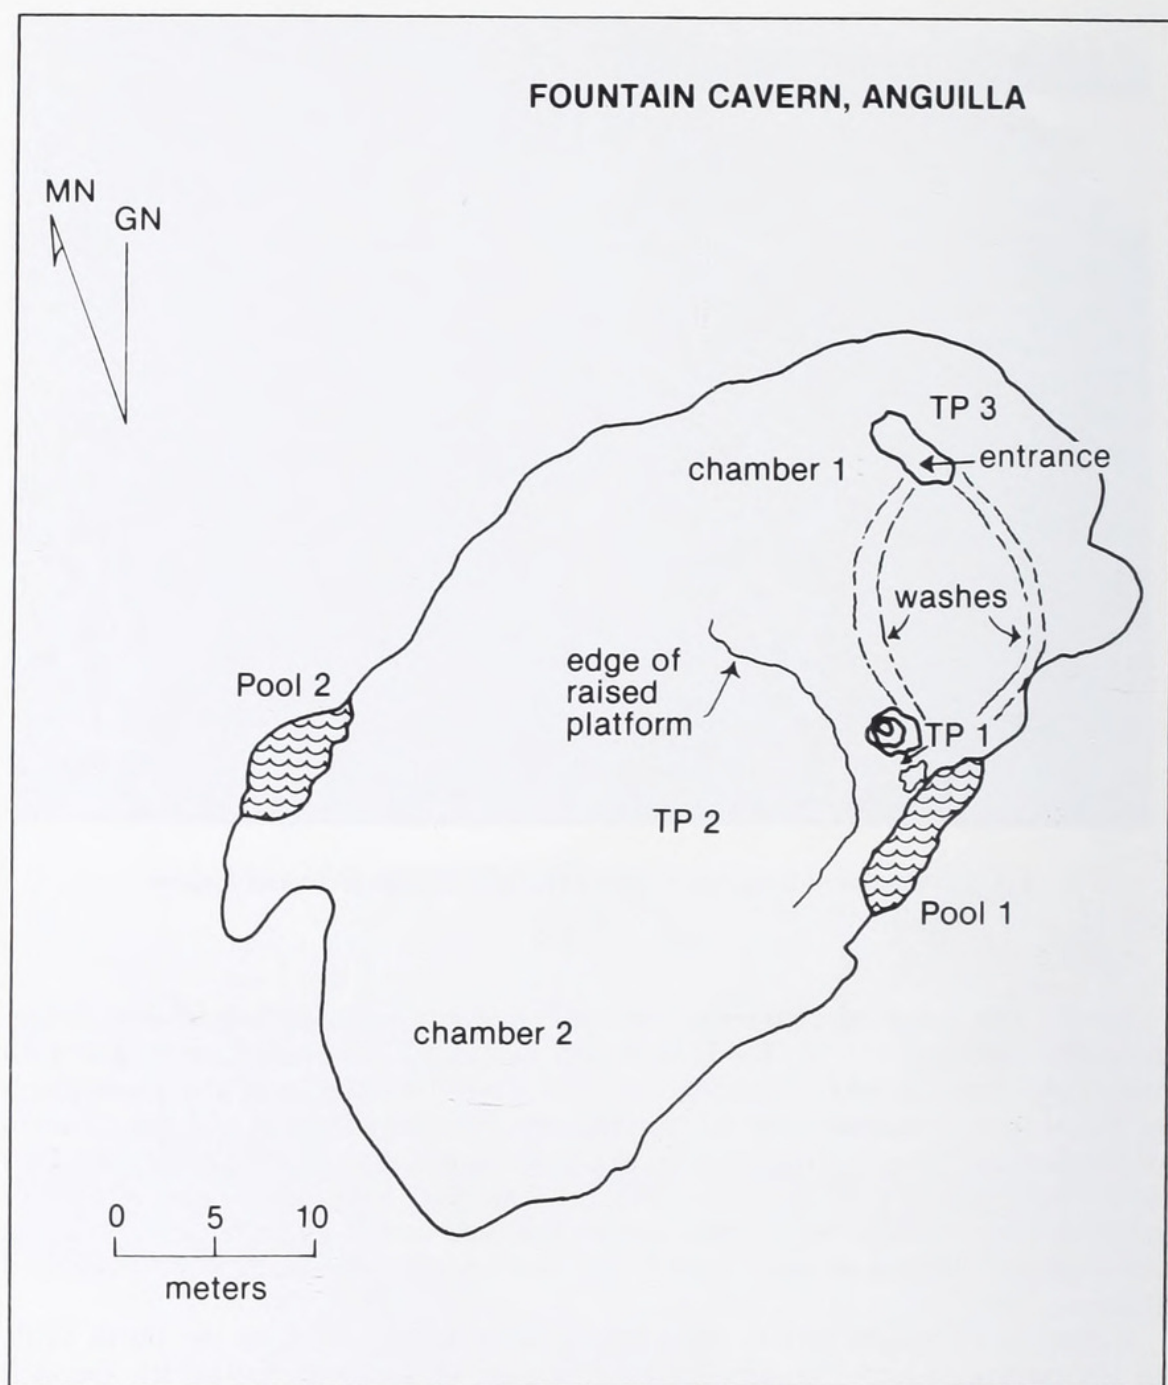 FOUNTAIN CAVERN, ANGUILLA
MN
GN
TP 3
entrance
chamber 1
washes
edge of
raised
platform
Pool 2
TP 1
TP 2
Pool 1
chamber 2
0 5 10
meters